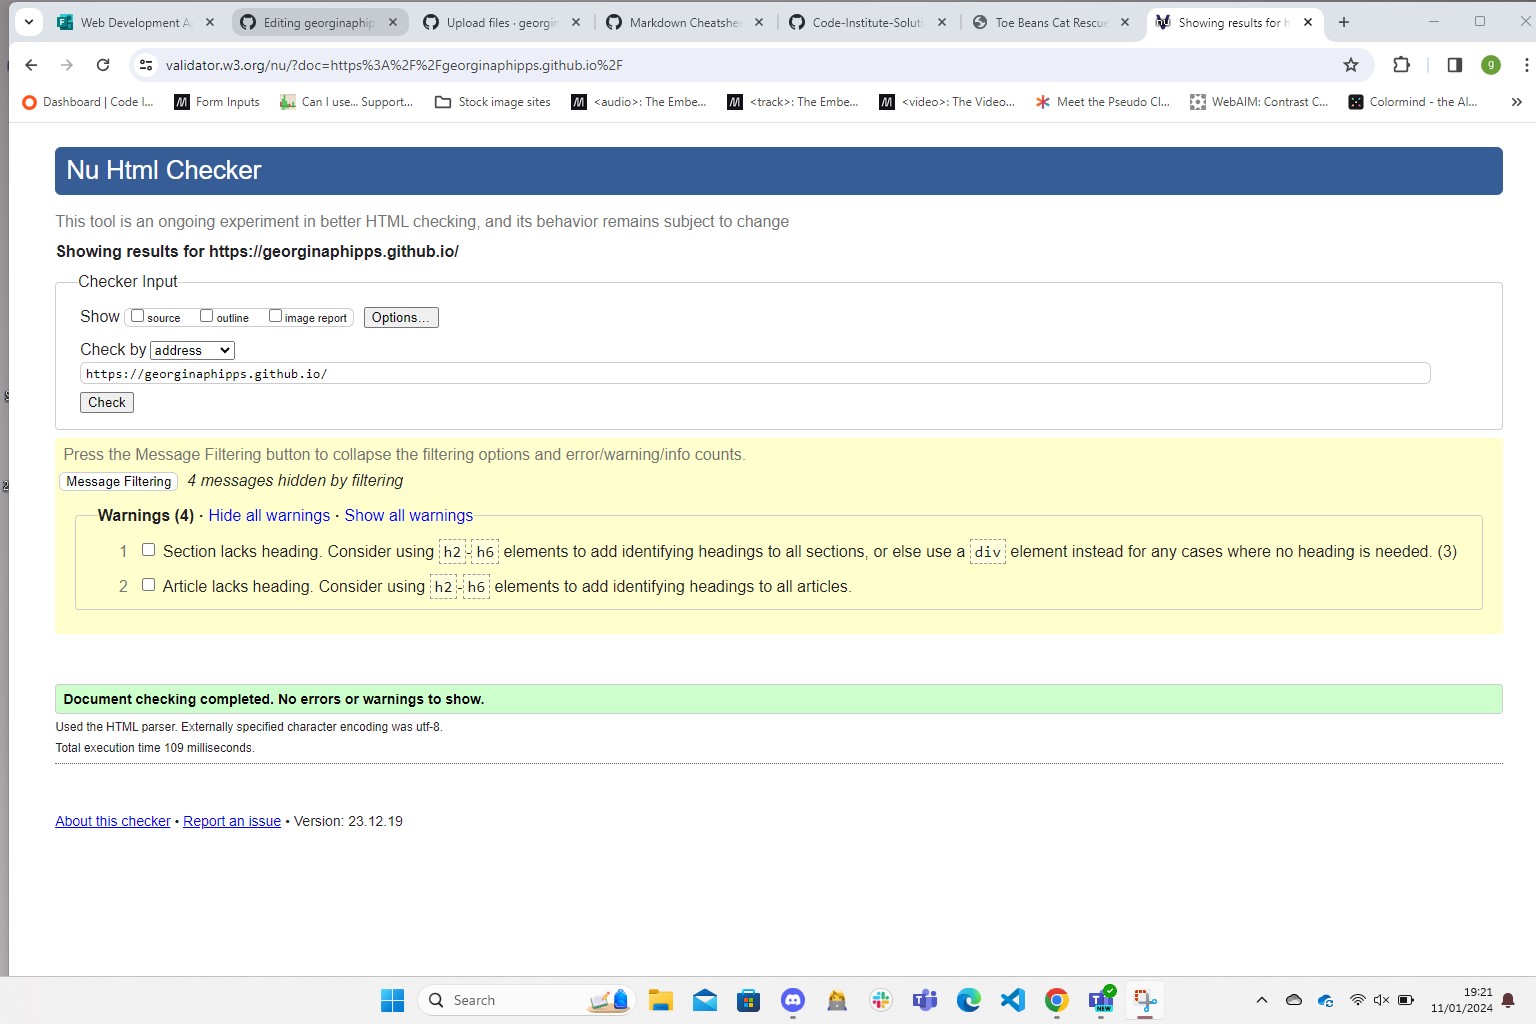 Web Development A
Editing georginaphip
Upload files · georgin
Markdown Cheatshe
Code-Institute-Solut
Toe Beans Cat Rescu
Showing results for h
validator.w3.org/nu/?doc=https%3A%2F%2Fgeorginaphipps.github.io%2F
g
Dashboard | Code I...
Form Inputs
Can I use... Support...
Stock image sites
<audio>: The Embe...
<track>: The Embe...
<video>: The Video...
Meet the Pseudo Cl...
WebAIM: Contrast C...
Colormind - the AI...
Nu Html Checker
This tool is an ongoing experiment in better HTML checking, and its behavior remains subject to change
Showing results for https://georginaphipps.github.io/
Checker Input
Show source outline image report Options...
Check by address
https://georginaphipps.github.io/
Check
Press the Message Filtering button to collapse the filtering options and error/warning/info counts.
Message Filtering 4 messages hidden by filtering
Warnings (4) · Hide all warnings · Show all warnings
1 Section lacks heading. Consider using h2-h6 elements to add identifying headings to all sections, or else use a div element instead for any cases where no heading is needed. (3)
2 Article lacks heading. Consider using h2-h6 elements to add identifying headings to all articles.
Document checking completed. No errors or warnings to show.
Used the HTML parser. Externally specified character encoding was utf-8.
Total execution time 109 milliseconds.
About this checker • Report an issue • Version: 23.12.19
Search
NEW
19:21
11/01/2024